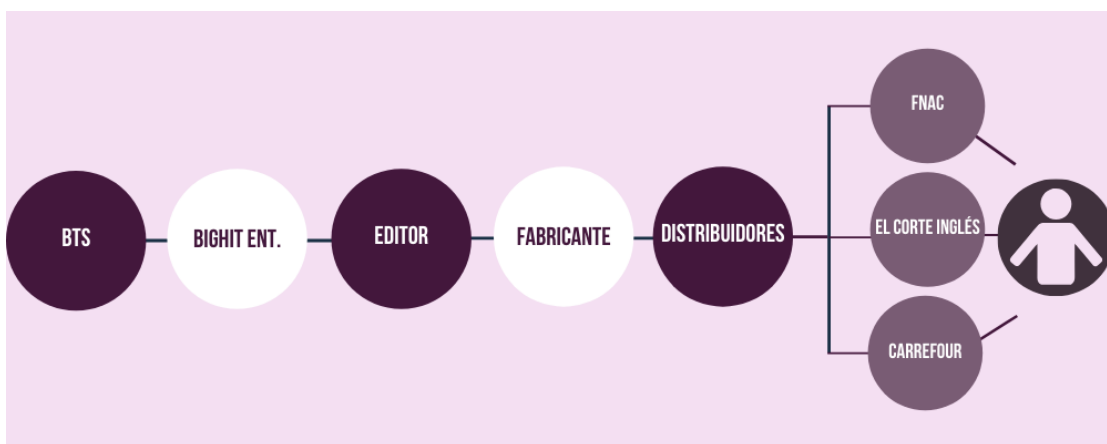 BTS
BIGHIT ENT.
EDITOR
FABRICANTE
DISTRIBUIDORES
FNAC
EL CORTE INGLÉS
CARREFOUR